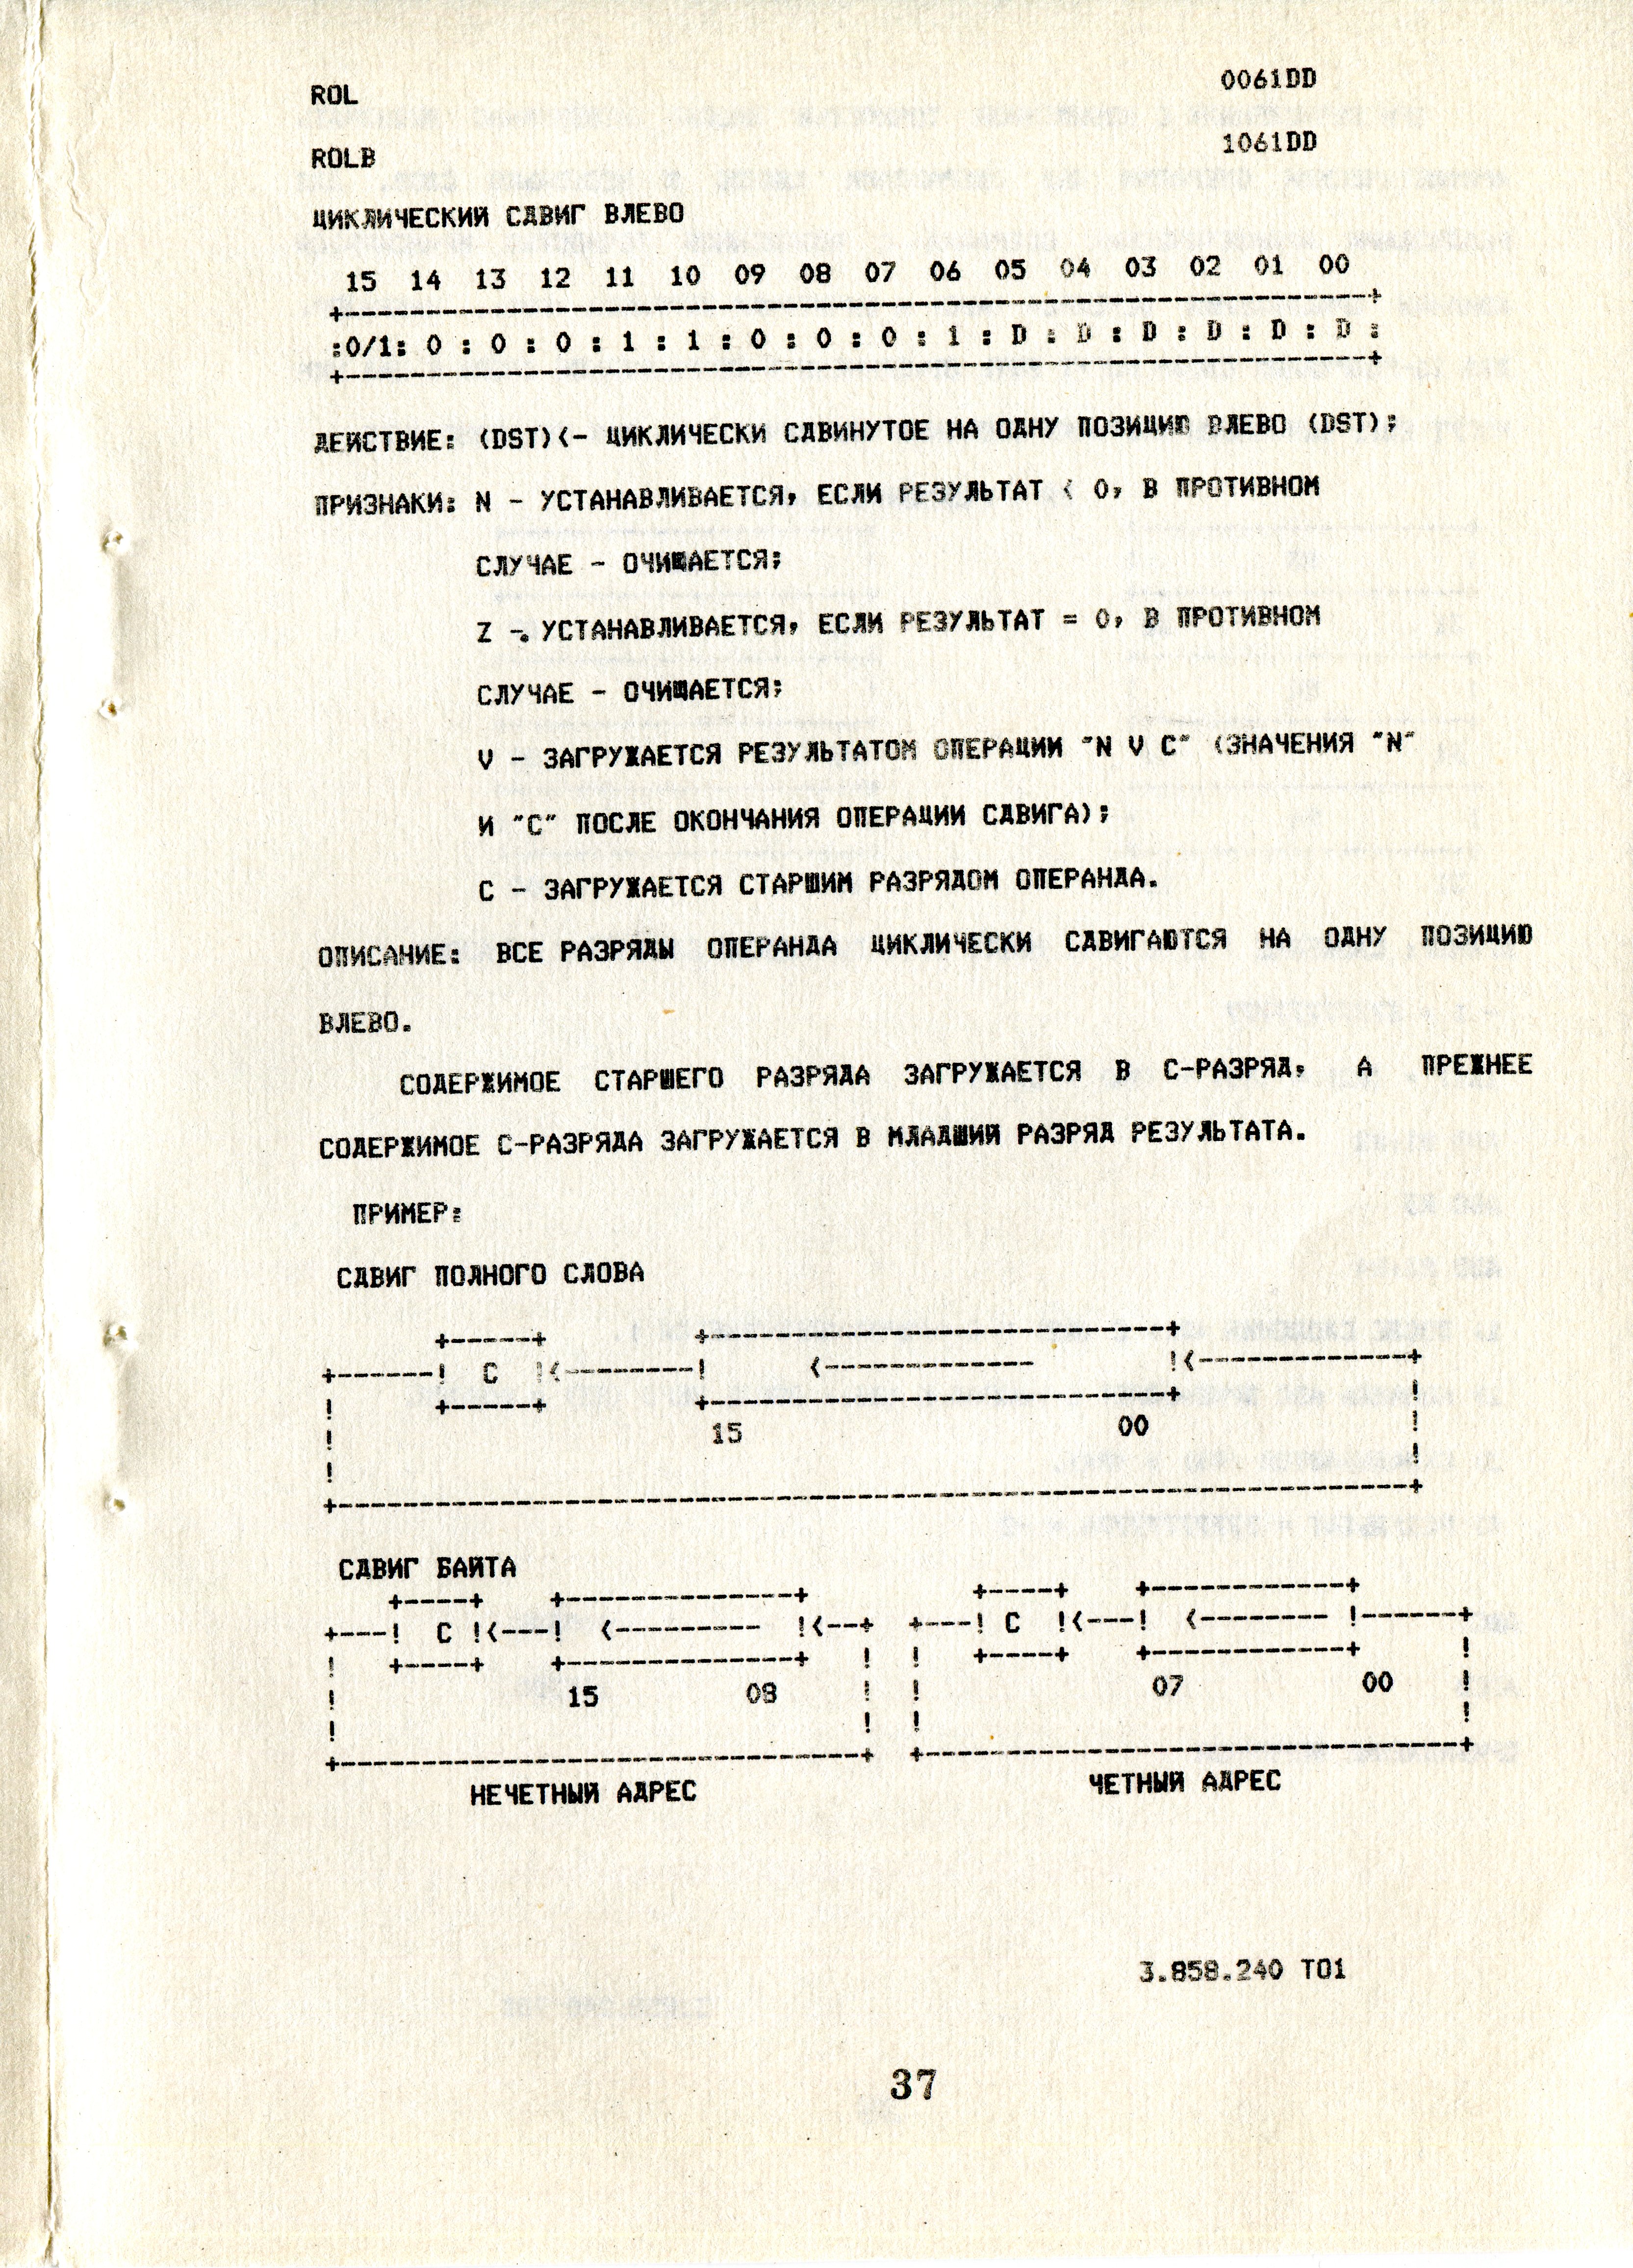 ROL 0061DD
ROLB 1061DD
ЦИКЛИЧЕСКИЙ СДВИГ ВЛЕВО
15 14 13 12 11 10 09 08 07 06 05 04 03 02 01 00
+----------------------------------------------------------------+
:0/1: 0 : 0 : 0 : 1 : 1 : 0 : 0 : 0 : 1 : D : D : D : D : D : D :
+----------------------------------------------------------------+
ДЕЙСТВИЕ: (DST)<- ЦИКЛИЧЕСКИ СДВИНУТОЕ НА ОДНУ ПОЗИЦИЮ ВЛЕВО (DST);
ПРИЗНАКИ: N - УСТАНАВЛИВАЕТСЯ, ЕСЛИ РЕЗУЛЬТАТ < 0, В ПРОТИВНОМ
СЛУЧАЕ - ОЧИЩАЕТСЯ;
Z -. УСТАНАВЛИВАЕТСЯ, ЕСЛИ РЕЗУЛЬТАТ = 0, В ПРОТИВНОМ
СЛУЧАЕ - ОЧИЩАЕТСЯ;
V - ЗАГРУЖАЕТСЯ РЕЗУЛЬТАТОМ ОПЕРАЦИИ "N V C" (ЗНАЧЕНИЯ "N"
И "C" ПОСЛЕ ОКОНЧАНИЯ ОПЕРАЦИИ СДВИГА);
C - ЗАГРУЖАЕТСЯ СТАРШИМ РАЗРЯДОМ ОПЕРАНДА.
ОПИСАНИЕ: ВСЕ РАЗРЯДЫ ОПЕРАНДА ЦИКЛИЧЕСКИ СДВИГАЮТСЯ НА ОДНУ ПОЗИЦИЮ
ВЛЕВО.
СОДЕРЖИМОЕ СТАРШЕГО РАЗРЯДА ЗАГРУЖАЕТСЯ В С-РАЗРЯД, А ПРЕЖНЕЕ
СОДЕРЖИМОЕ С-РАЗРЯДА ЗАГРУЖАЕТСЯ В МЛАДШИЙ РАЗРЯД РЕЗУЛЬТАТА.
ПРИМЕР:
СДВИГ ПОЛНОГО СЛОВА
+-----+ +----------------------------+
+------! C !<--------! <------------- !<-------------+
! +-----+ +----------------------------+ !
! 15 00 !
! !
+------------------------------------------------------------------+
СДВИГ БАЙТА
+----+ +--------------+ +----+ +------------+
+---! C !<---! <--------- !<--+ +---! C !<---! <-------- !------+
! +----+ +--------------+ ! ! +----+ +------------+ !
! 15 08 ! ! 07 00 !
! ! ! !
+--------------------------------+ +---------------------------------+
НЕЧЕТНЫЙ АДРЕС ЧЕТНЫЙ АДРЕС
3.858.240 ТО1
37